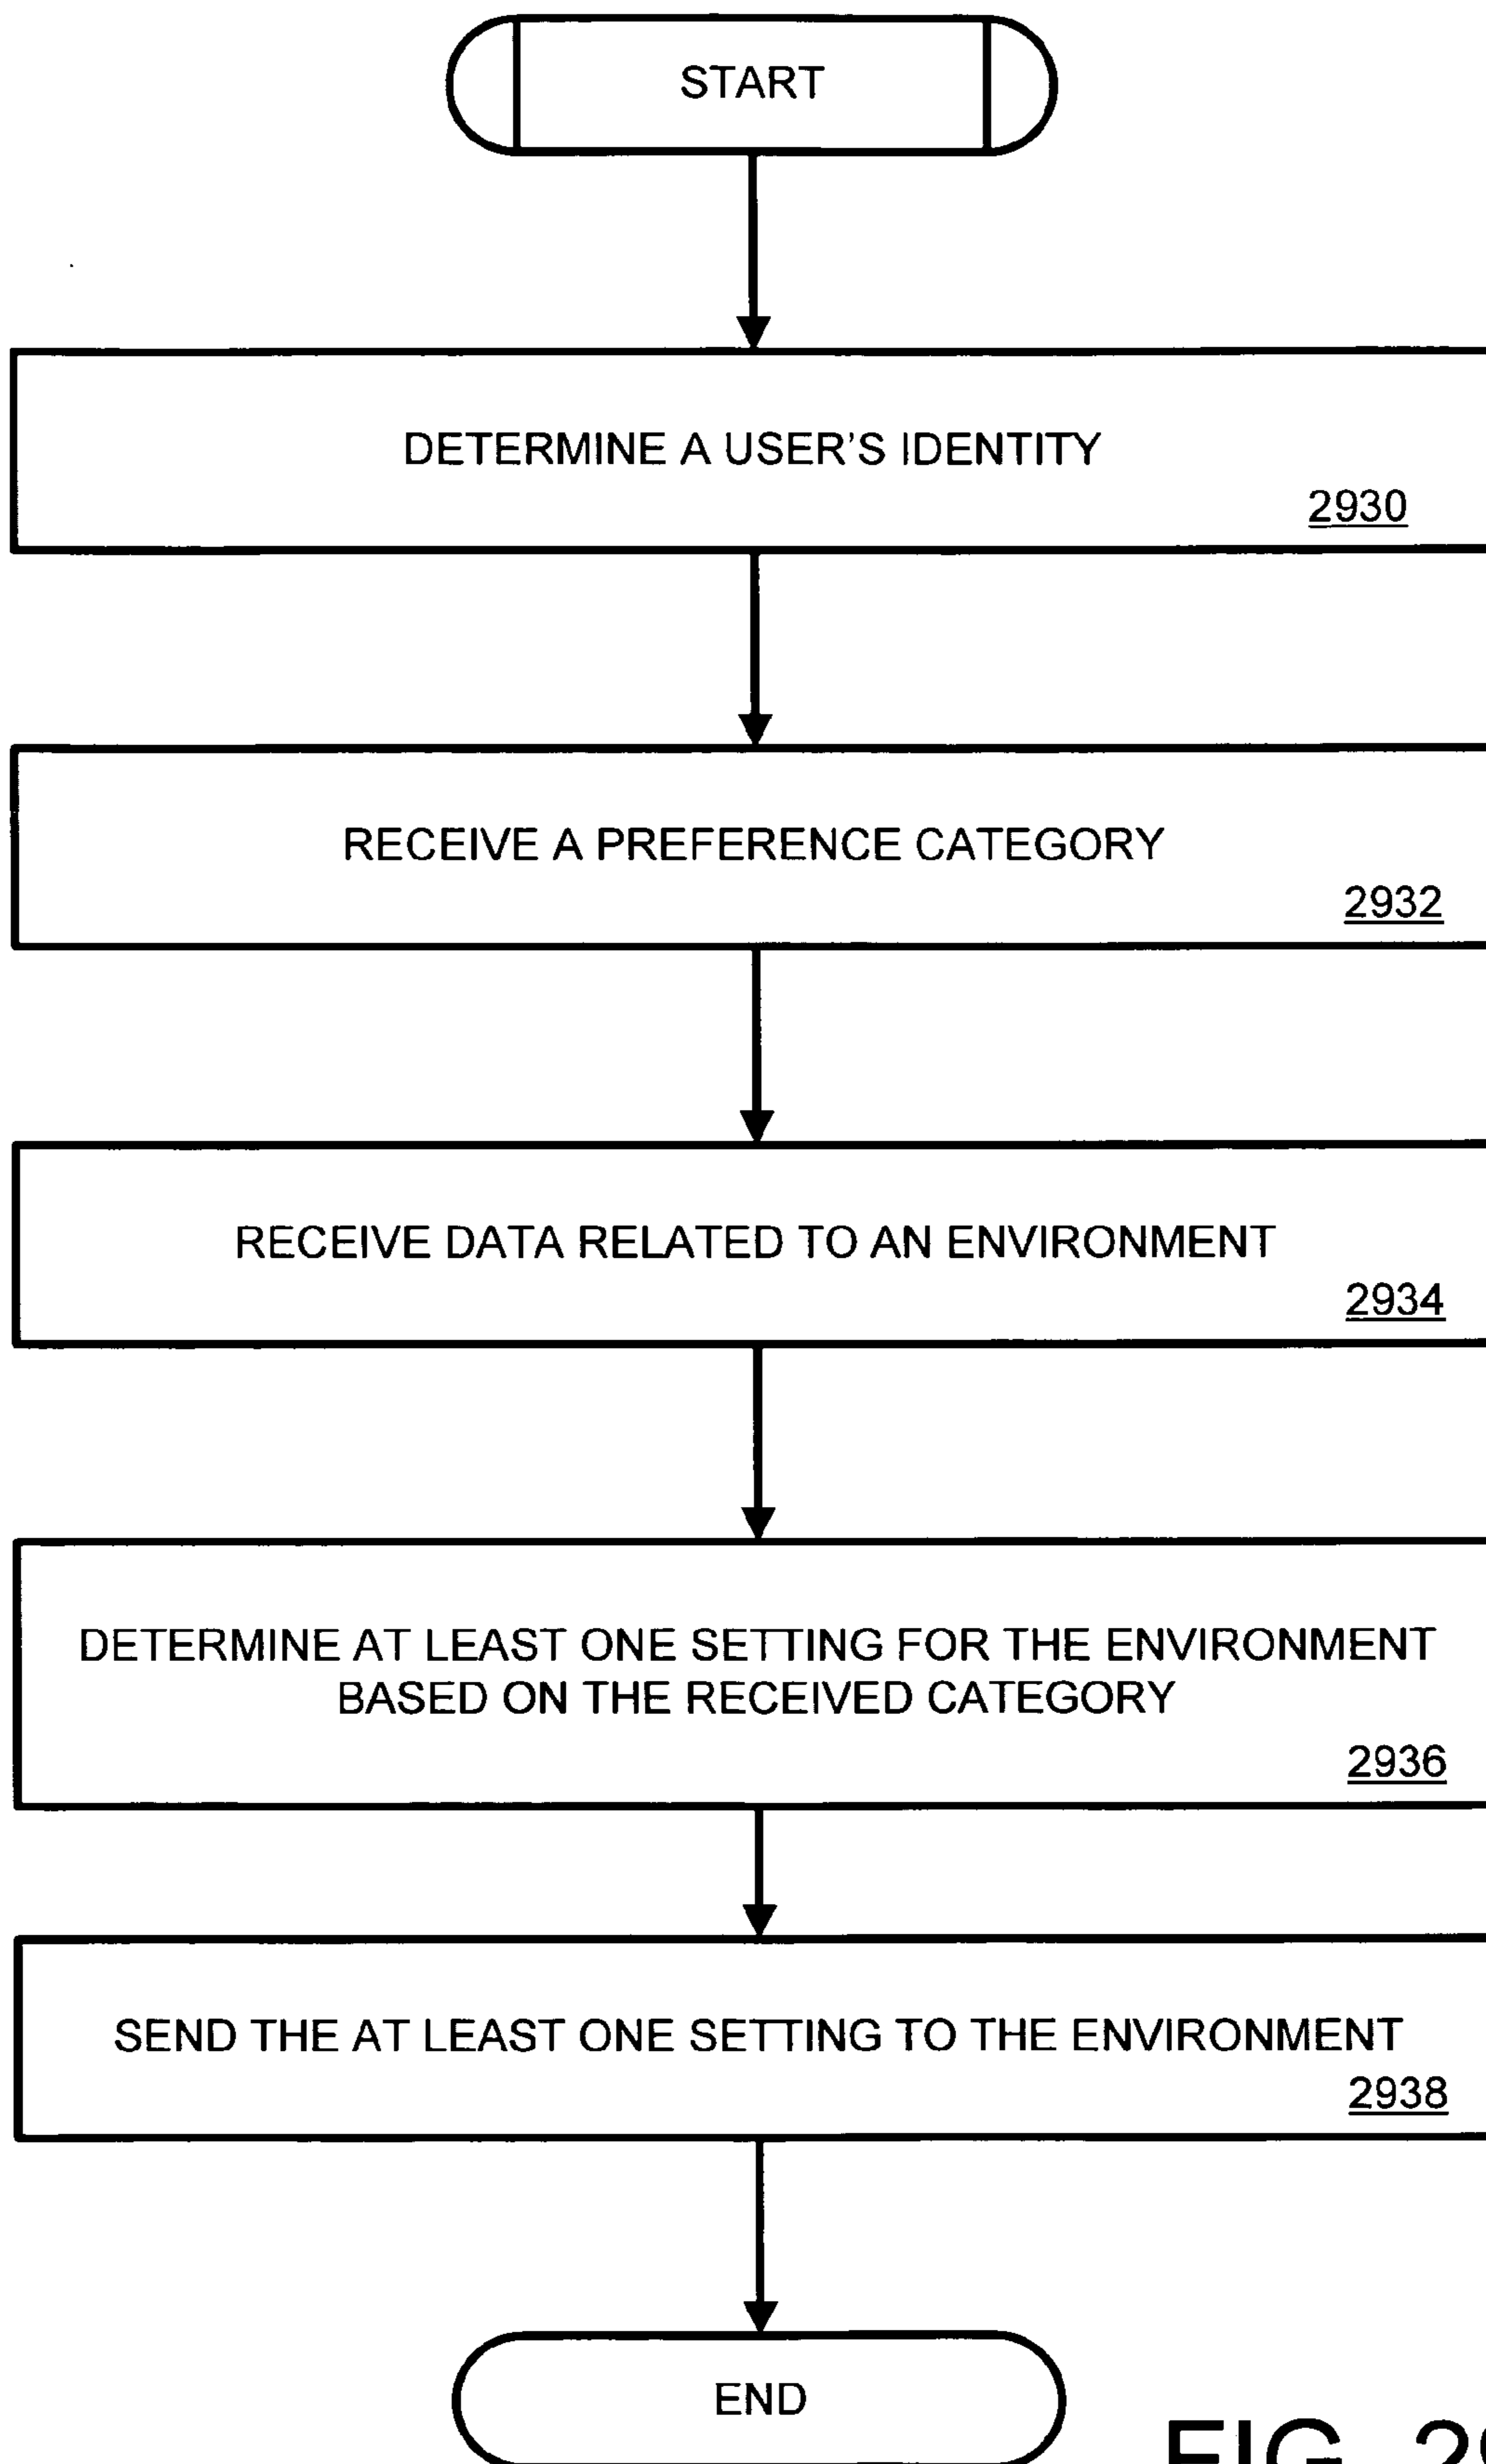 START
DETERMINE A USER'S IDENTITY
2930
RECEIVE A PREFERENCE CATEGORY
2932
RECEIVE DATA RELATED TO AN ENVIRONMENT
2934
DETERMINE AT LEAST ONE SETTING FOR THE ENVIRONMENT
BASED ON THE RECEIVED CATEGORY
2936
SEND THE AT LEAST ONE SETTING TO THE ENVIRONMENT
2938
END
FIG.